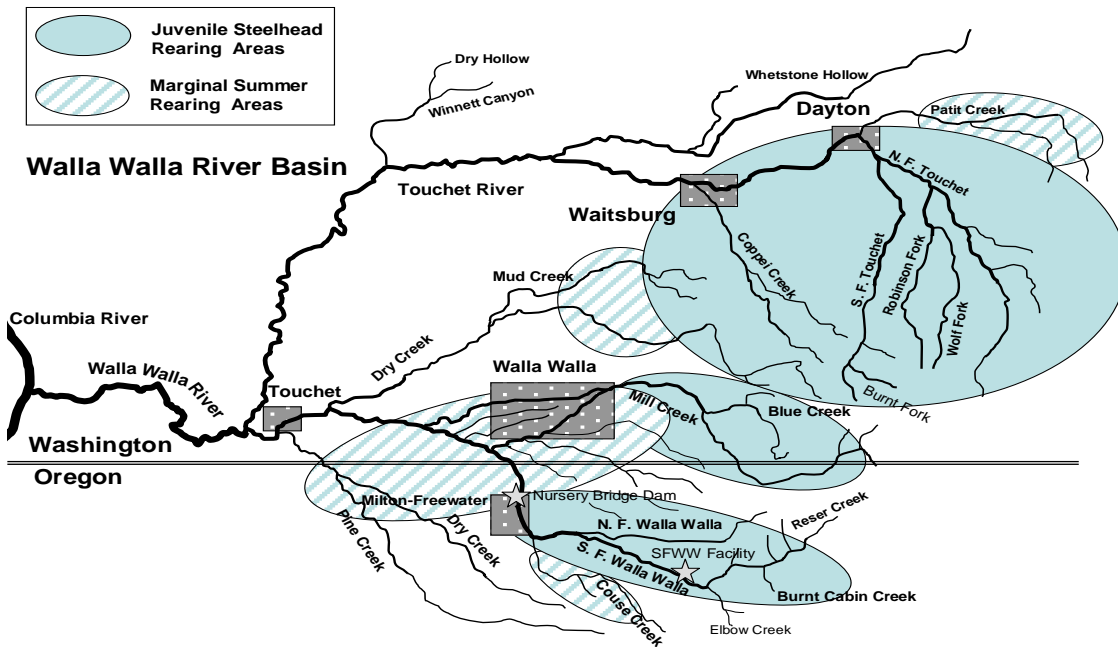 Juvenile Steelhead
Rearing Areas
Marginal Summer
Rearing Areas
Dry Hollow
Winnett Canyon
Whetstone Hollow
Dayton
Patit Creek
Walla Walla River Basin
Touchet River
N. F. Touchet
Waitsburg
Coppei Creek
S. F. Touchet
Robinson Fork
Wolf Fork
Mud Creek
Columbia River
Dry Creek
Walla Walla
Walla Walla River
Touchet
Mill Creek
Blue Creek
Burnt Fork
Washington
Oregon
Milton-Freewater
Nursery Bridge Dam
Reser Creek
N. F. Walla Walla
Pine Creek
Dry Creek
SFWW Facility
S. F. Walla Walla
Couse Creek
Burnt Cabin Creek
Elbow Creek